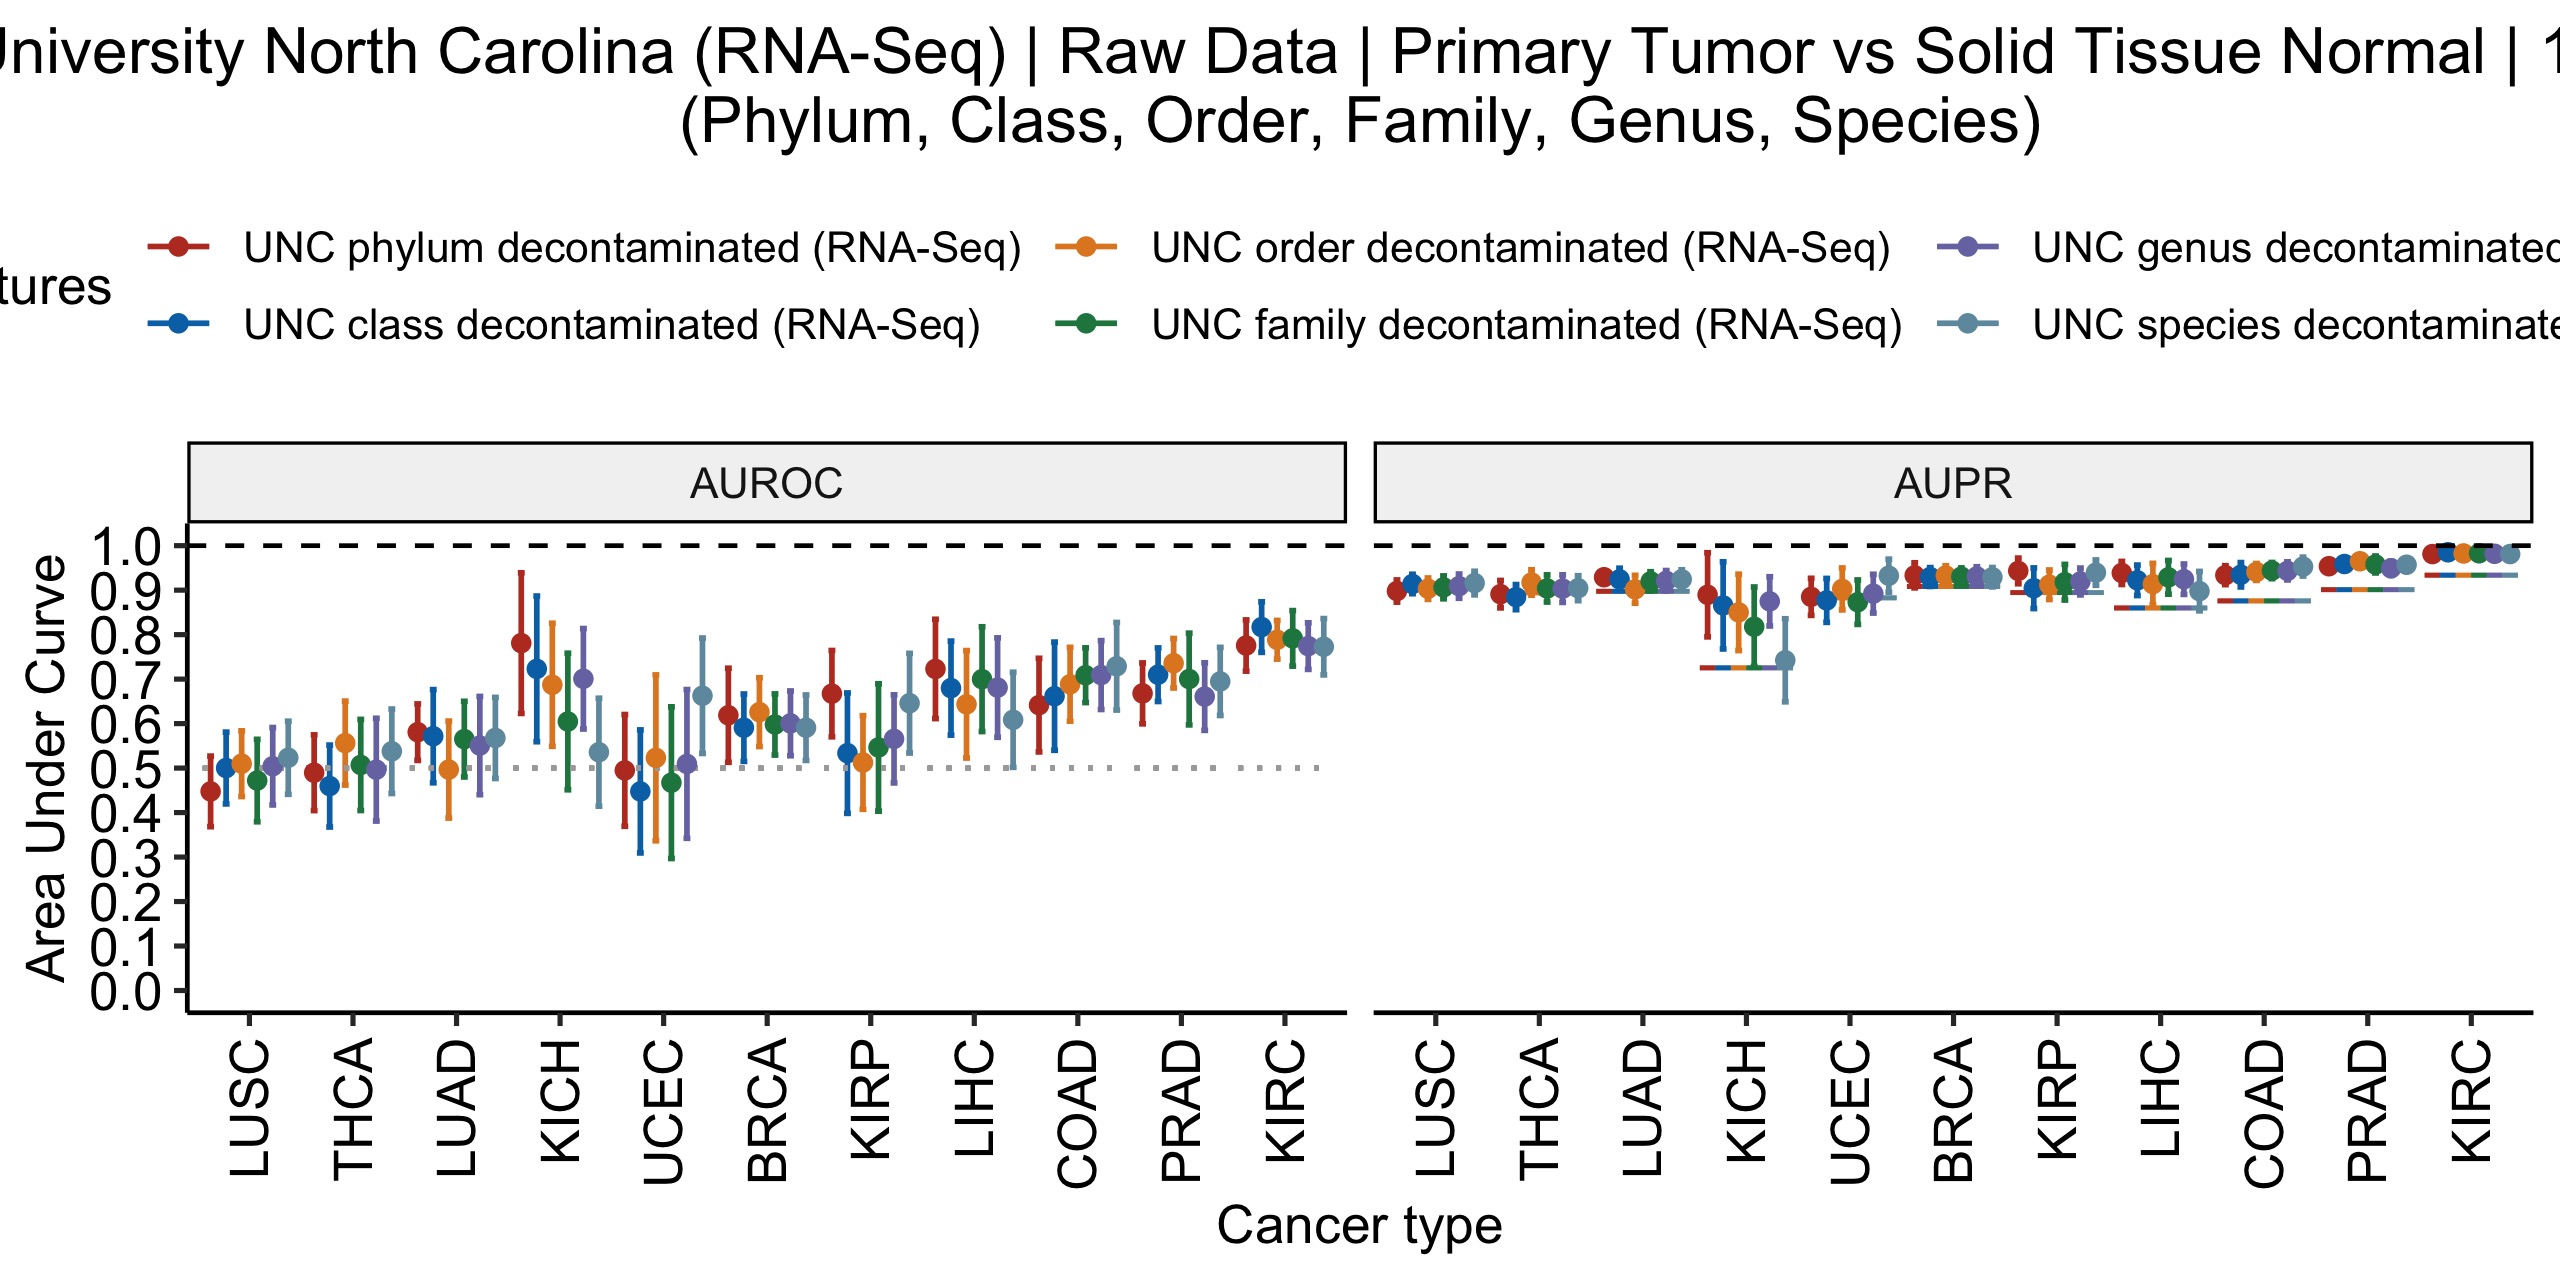 University North Carolina (RNA-Seq) | Raw Data | Primary Tumor vs Solid Tissue Normal | 1
(Phylum, Class, Order, Family, Genus, Species)
tures
UNC phylum decontaminated (RNA-Seq)
UNC order decontaminated (RNA-Seq)
UNC genus decontaminated
UNC class decontaminated (RNA-Seq)
UNC family decontaminated (RNA-Seq)
UNC species decontaminate
AUROC
AUPR
Area Under Curve
1.0
0.9
0.8
0.7
0.6
0.5
0.4
0.3
0.2
0.1
0.0
LUSC
THCA
LUAD
KICH
UCEC
BRCA
KIRP
LIHC
COAD
PRAD
KIRC
LUSC
THCA
LUAD
KICH
UCEC
BRCA
KIRP
LIHC
COAD
PRAD
KIRC
Cancer type